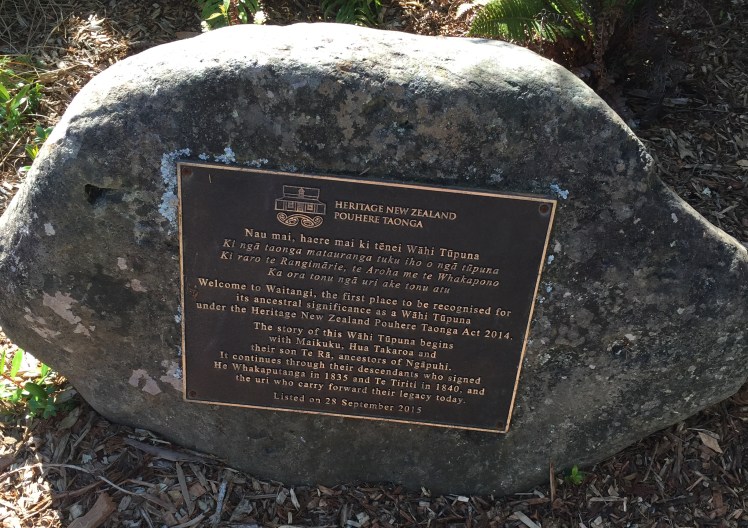 HERITAGE NEW ZEALAND
POUHERE TAONGA
Nau mai, haere mai ki tēnei Wāhi Tūpuna
Ki ngā taonga matauranga tuku iho o ngā tūpuna
Ki raro te Rangimārie, te Aroha me te Whakapono
Ka ora tonu ngā uri ake tonu atu
Welcome to Waitangi, the first place to be recognised for
its ancestral significance as a Wāhi Tūpuna
under the Heritage New Zealand Pouhere Taonga Act 2014.
The story of this Wāhi Tūpuna begins
with Maikuku, Hua Takaroa and
their son Te Rā, ancestors of Ngāpuhi.
It continues through their descendants who signed
He Whakaputanga in 1835 and Te Tiriti in 1840, and
the uri who carry forward their legacy today.
Listed on 28 September 2015